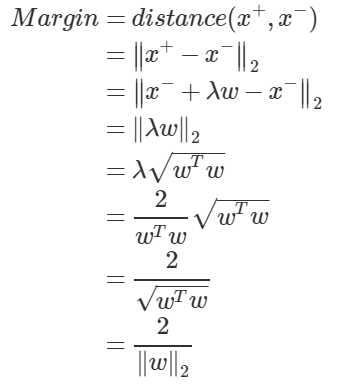 Margin = distance(x⁺, x⁻)
= ‖x⁺ − x⁻‖₂
= ‖x⁻ + λw − x⁻‖₂
= ‖λw‖₂
= λ√(wᵀw)
= 2/(wᵀw) √(wᵀw)
= 2/√(wᵀw)
= 2/‖w‖₂